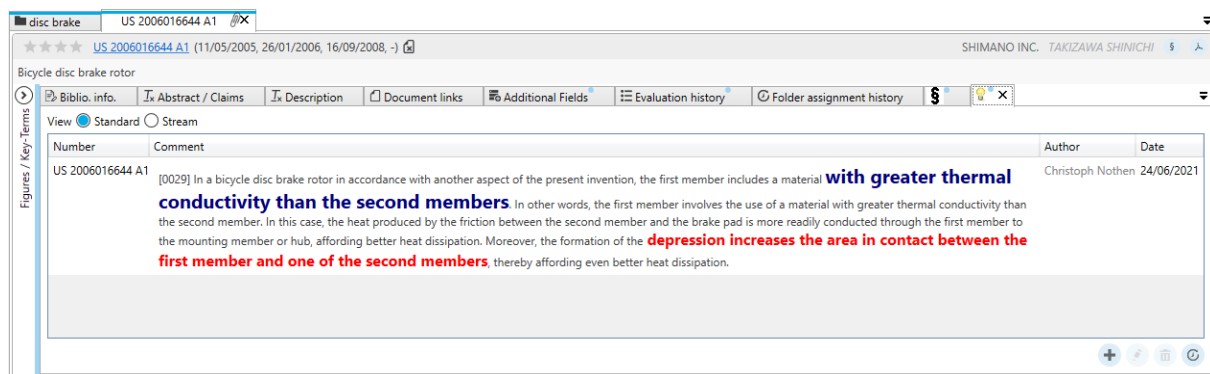 disc brake US 2006016644 A1
US 2006016644 A1 (11/05/2005, 26/01/2006, 16/09/2008, -) SHIMANO INC. TAKIZAWA SHINICHI §
Bicycle disc brake rotor
Biblio. info. Abstract / Claims Description Document links Additional Fields Evaluation history Folder assignment history §
Figures / Key-Terms
View Standard Stream
Number Comment Author Date
US 2006016644 A1 [0029] In a bicycle disc brake rotor in accordance with another aspect of the present invention, the first member includes a material with greater thermal Christoph Nothen 24/06/2021
conductivity than the second members. In other words, the first member involves the use of a material with greater thermal conductivity than
the second member. In this case, the heat produced by the friction between the second member and the brake pad is more readily conducted through the first member to
the mounting member or hub, affording better heat dissipation. Moreover, the formation of the depression increases the area in contact between the
first member and one of the second members, thereby affording even better heat dissipation.